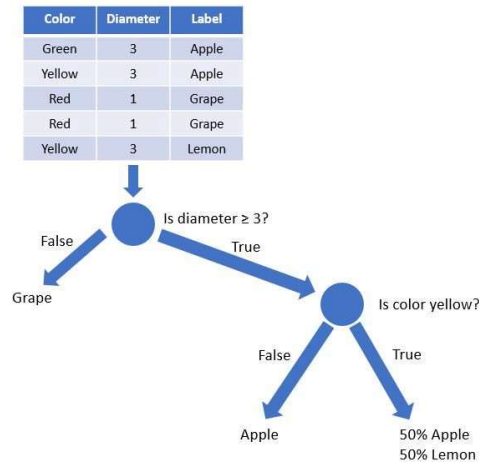 Color Diameter Label
Green 3 Apple
Yellow 3 Apple
Red 1 Grape
Red 1 Grape
Yellow 3 Lemon
Is diameter ≥ 3?
False
True
Grape
Is color yellow?
False
True
Apple
50% Apple
50% Lemon